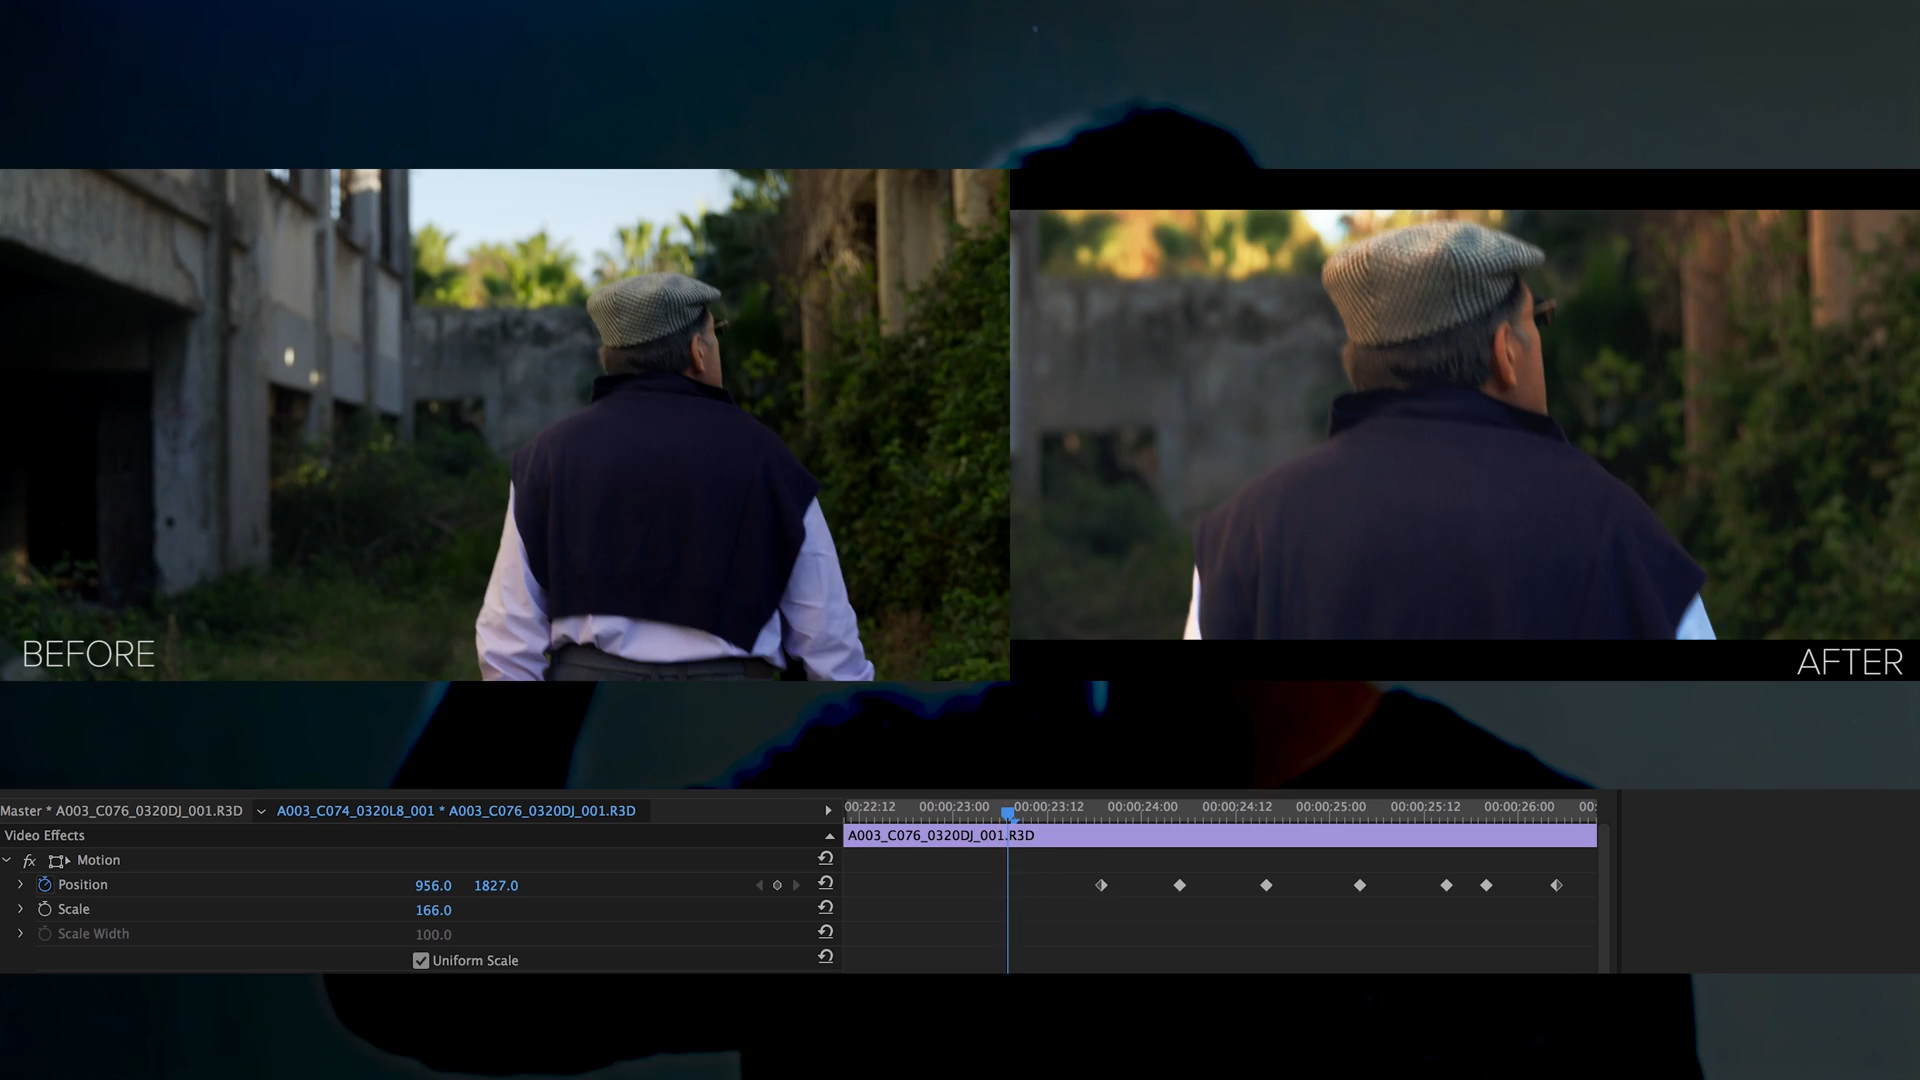 BEFORE
AFTER
Master * A003_C076_0320DJ_001.R3D
A003_C074_0320L8_001 * A003_C076_0320DJ_001.R3D
00:22:12 00:00:23:00 00:00:23:12 00:00:24:00 00:00:24:12 00:00:25:00 00:00:25:12 00:00:26:00 00:
Video Effects
A003_C076_0320DJ_001.R3D
fx Motion
Position 956.0 1827.0
Scale 166.0
Scale Width 100.0
Uniform Scale